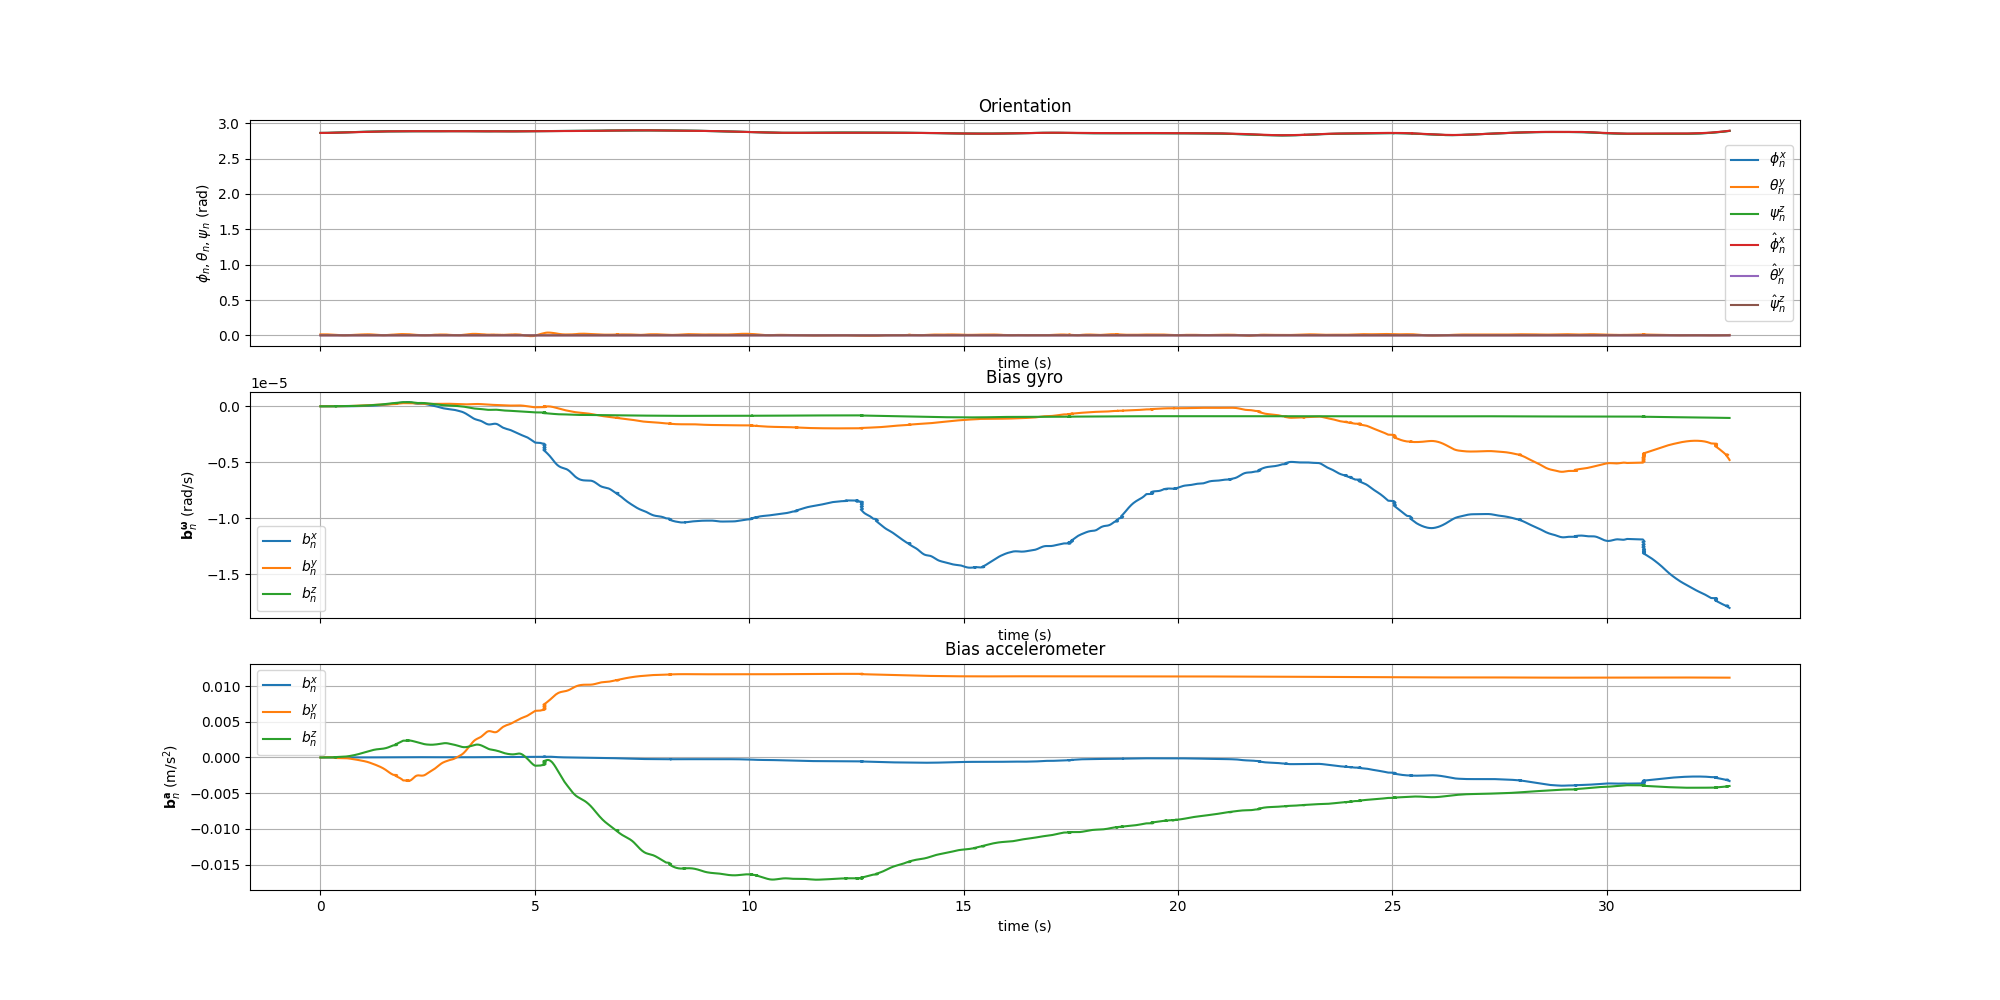 Orientation
3.0
2.5
2.0
1.5
1.0
0.5
0.0
ϕₙ, θₙ, ψₙ (rad)
ϕₙˣ
θₙʸ
ψₙᶻ
ϕ̂ₙˣ
θ̂ₙʸ
ψ̂ₙᶻ
time (s)
Bias gyro
1e−5
0.0
−0.5
−1.0
−1.5
𝐛ₙ^𝛚 (rad/s)
bₙˣ
bₙʸ
bₙᶻ
time (s)
Bias accelerometer
0.010
0.005
0.000
−0.005
−0.010
−0.015
𝐛ₙ^𝐚 (m/s²)
bₙˣ
bₙʸ
bₙᶻ
0 5 10 15 20 25 30
time (s)